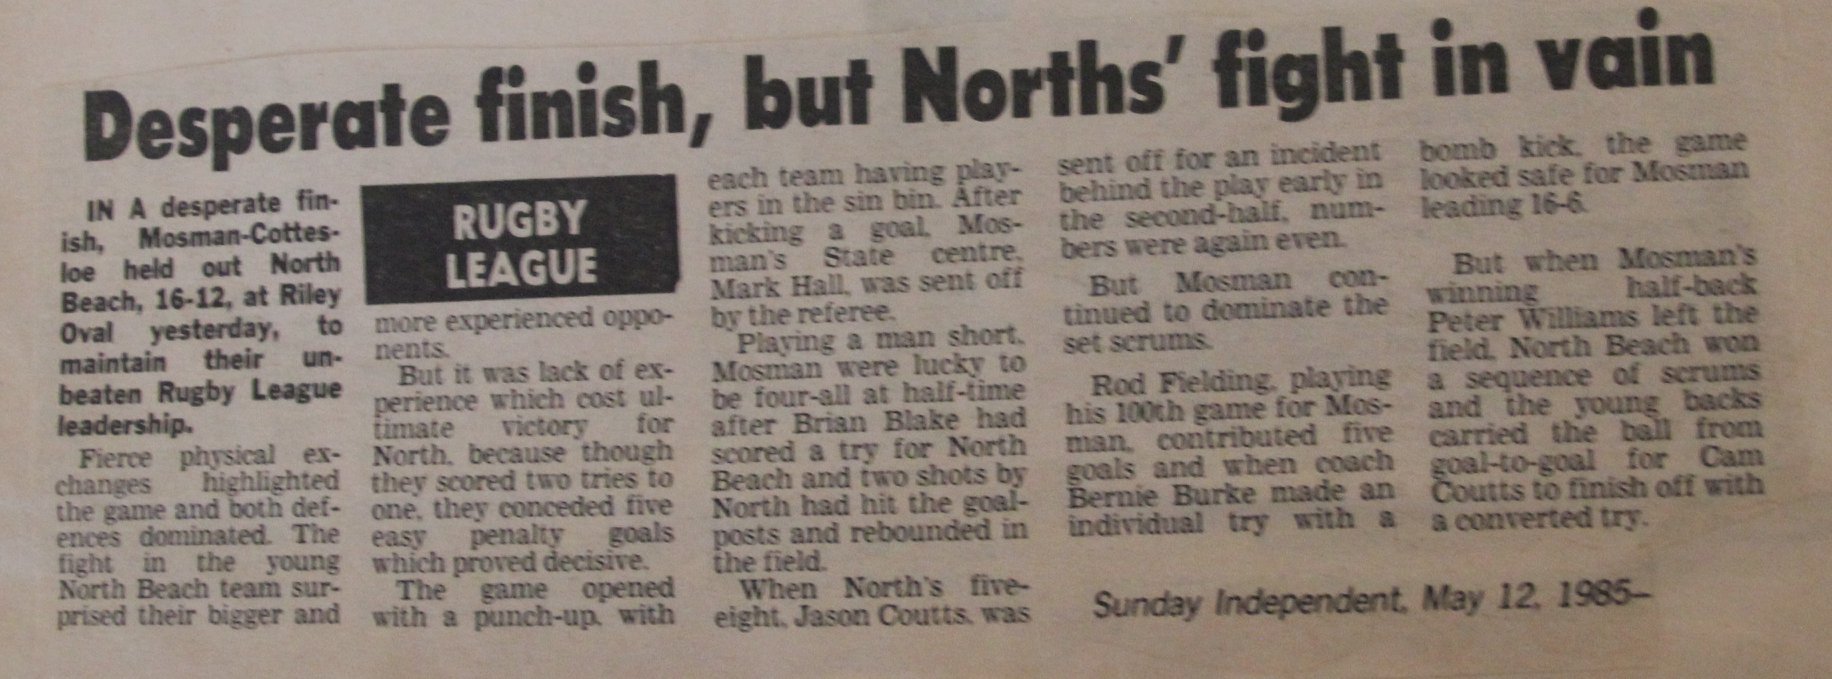 Desperate finish, but Norths' fight in vain
IN A desperate fin-
ish, Mosman-Cottes-
loe held out North
Beach, 16-12, at Riley
Oval yesterday, to
maintain their un-
beaten Rugby League
leadership.
Fierce physical ex-
changes highlighted
the game and both def-
ences dominated. The
fight in the young
North Beach team sur-
prised their bigger and
RUGBY
LEAGUE
more experienced oppo-
nents.
But it was lack of ex-
perience which cost ul-
timate victory for
North, because though
they scored two tries to
one, they conceded five
easy penalty goals
which proved decisive.
The game opened
with a punch-up, with
each team having play-
ers in the sin bin. After
kicking a goal, Mos-
man's State centre,
Mark Hall, was sent off
by the referee.
Playing a man short,
Mosman were lucky to
be four-all at half-time
after Brian Blake had
scored a try for North
Beach and two shots by
North had hit the goal-
posts and rebounded in
the field.
When North's five-
eight, Jason Coutts, was
sent off for an incident
behind the play early in
the second-half, num-
bers were again even.
But Mosman con-
tinued to dominate the
set scrums.
Rod Fielding, playing
his 100th game for Mos-
man, contributed five
goals and when coach
Bernie Burke made an
individual try with a
bomb kick, the game
looked safe for Mosman
leading 16-6.
But when Mosman's
winning half-back
Peter Williams left the
field, North Beach won
a sequence of scrums
and the young backs
carried the ball from
goal-to-goal for Cam
Coutts to finish off with
a converted try.
Sunday Independent, May 12, 1985—